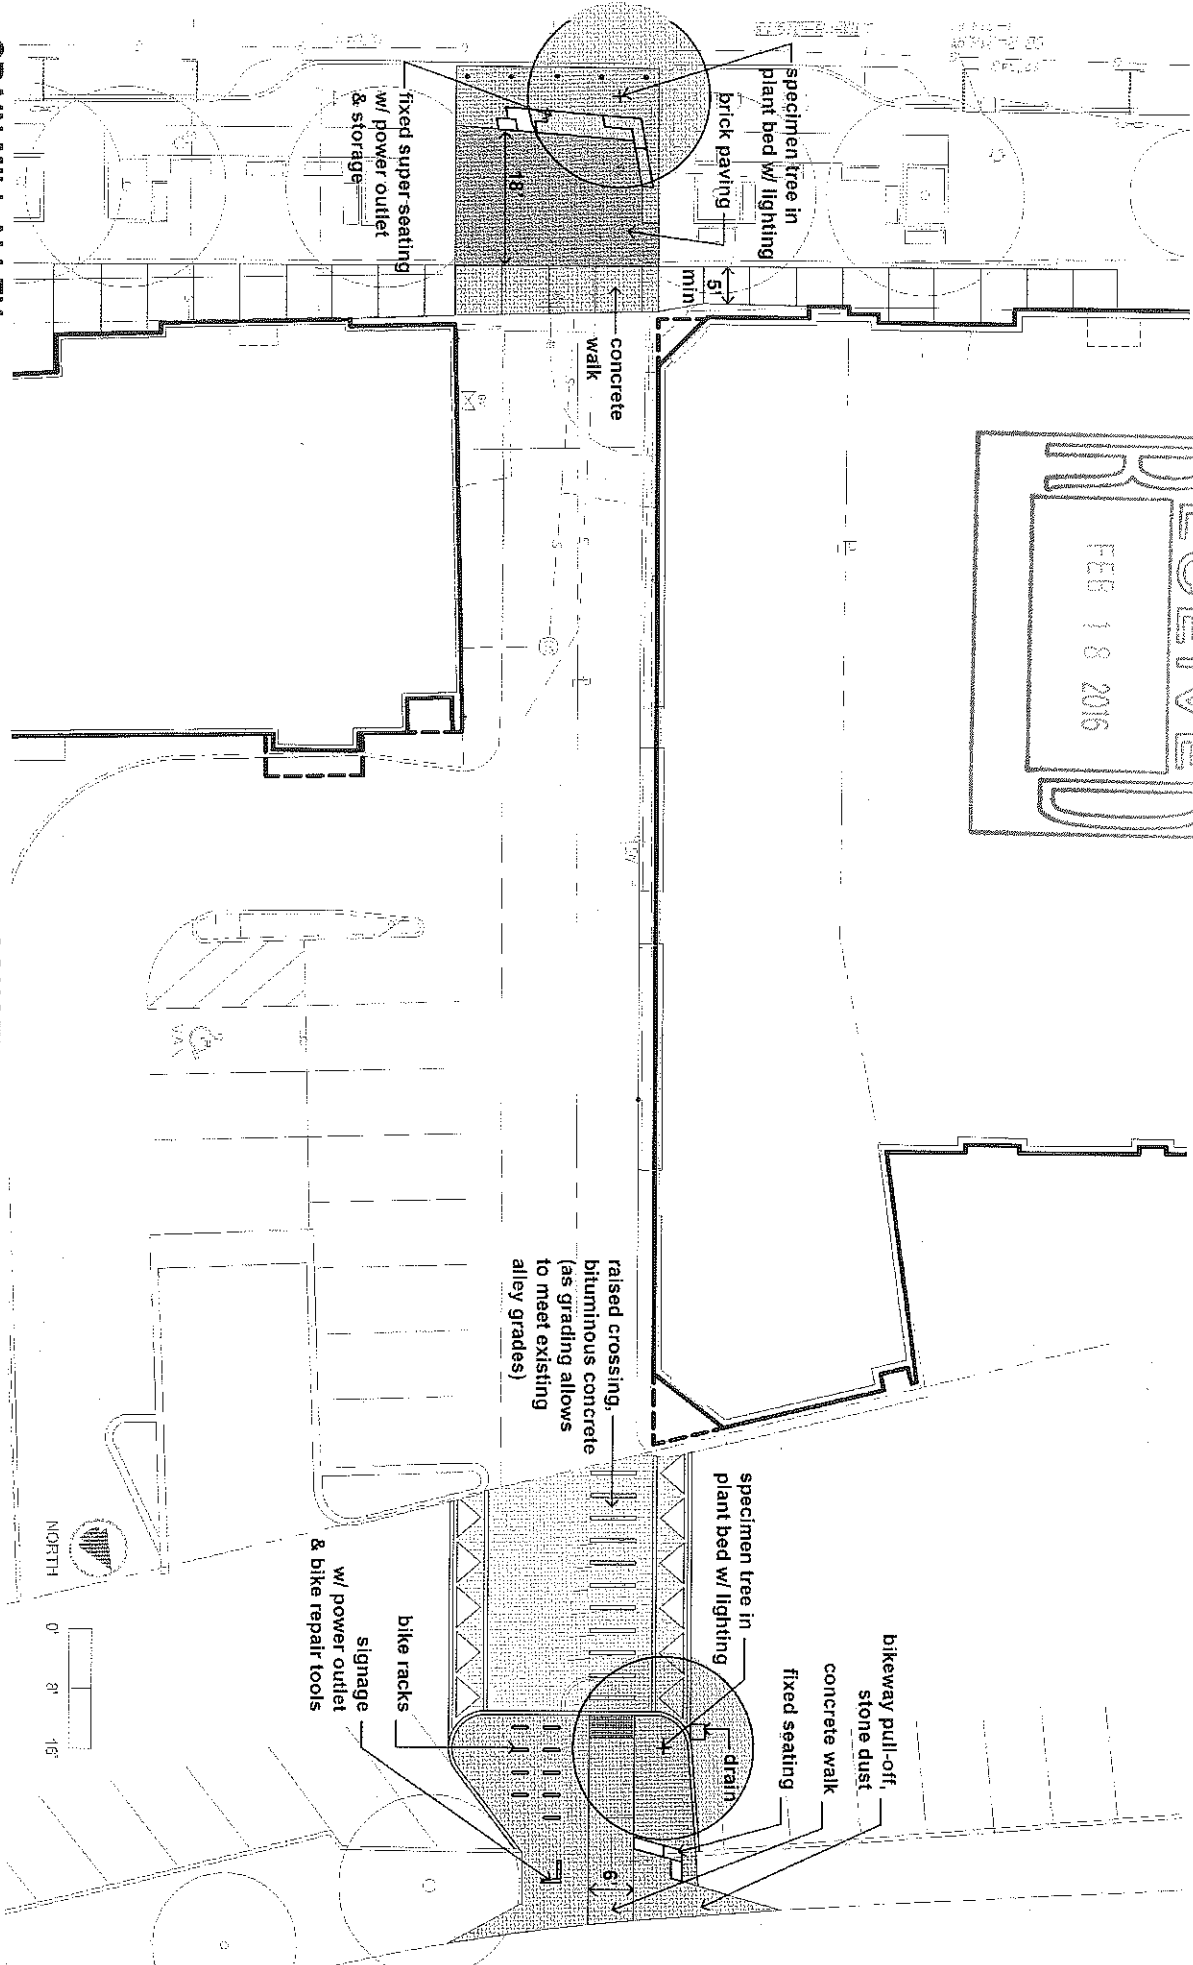 specimen tree in
plant bed w/ lighting
brick paving
fixed super-seating
w/ power outlet
& storage
18'
5'
min
concrete
walk
RECEIVED
FEB 18 2016
VAN
raised crossing,
bituminous concrete
(as grading allows
to meet existing
alley grades)
specimen tree in
plant bed w/ lighting
bikeway pull-off,
stone dust
concrete walk
fixed seating
drain
6'
bike racks
signage
w/ power outlet
& bike repair tools
NORTH
0' 8' 16'